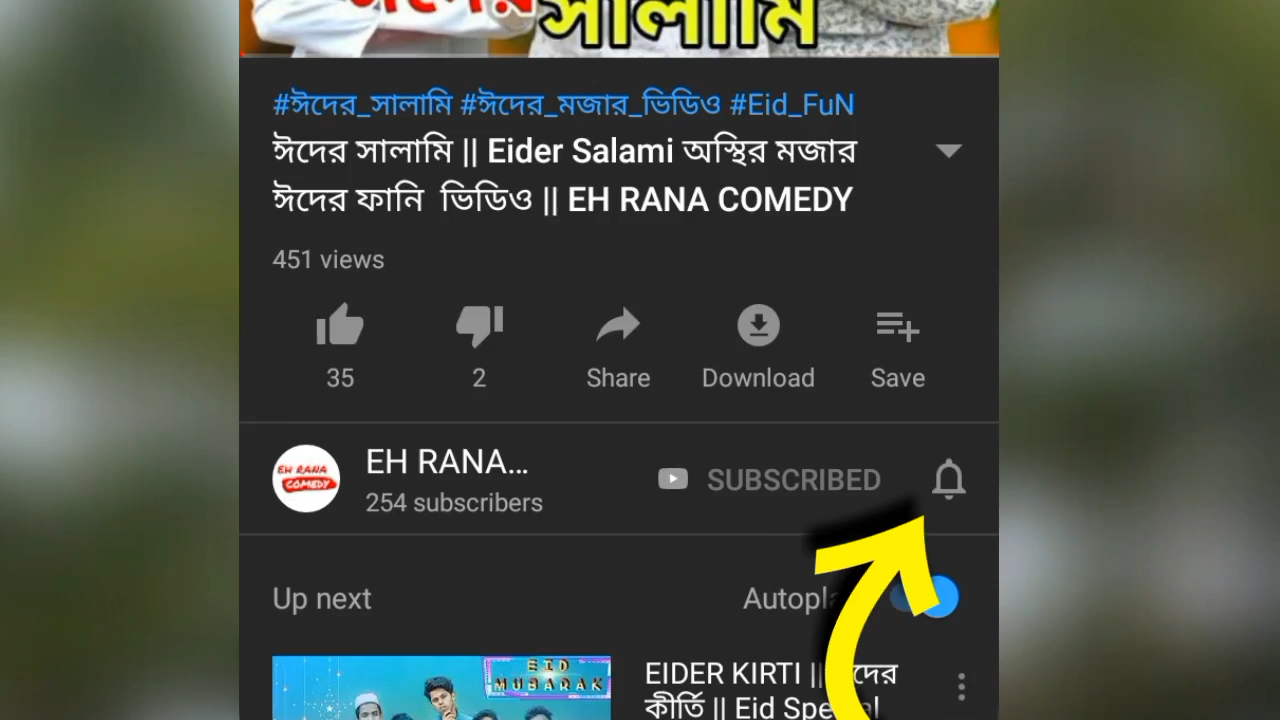 সালামি
#ঈদের_সালামি #ঈদের_মজার_ভিডিও #Eid_FuN
ঈদের সালামি || Eider Salami অস্থির মজার
ঈদের ফানি ভিডিও || EH RANA COMEDY
451 views
35
2
Share
Download
Save
EH RANA COMEDY
EH RANA...
254 subscribers
SUBSCRIBED
Up next
EID
MUBARAK
EIDER KIRTI ||
কীর্তি || Eid